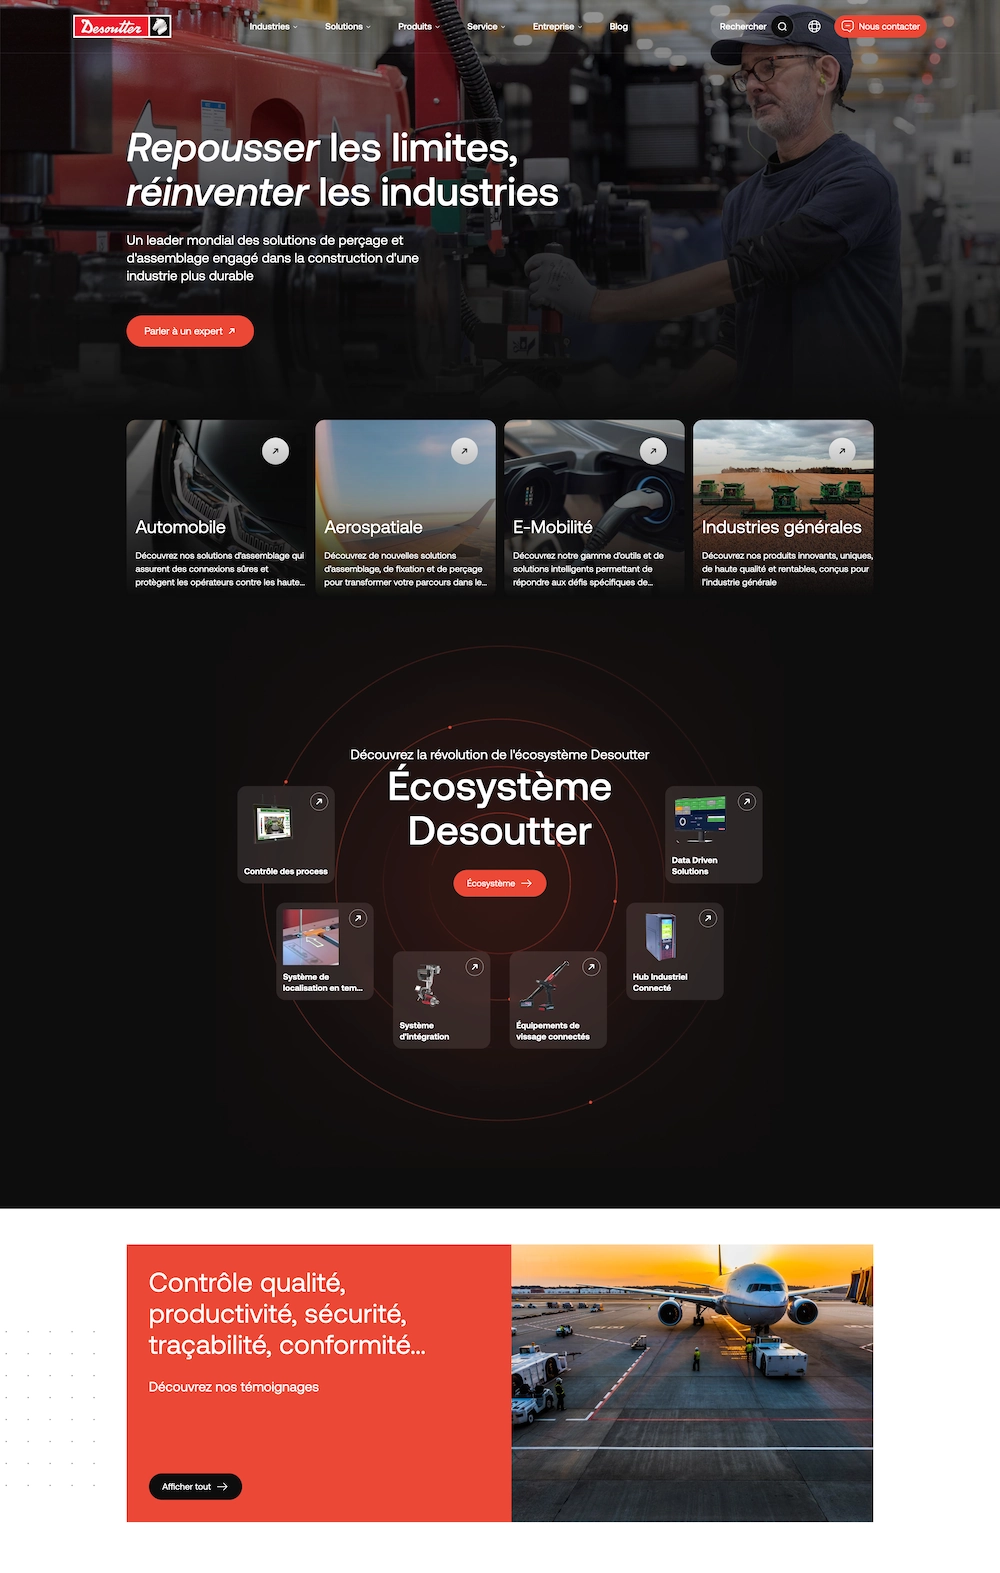 Desoutter
Industries
Solutions
Produits
Service
Entreprise
Blog
Rechercher
Nous contacter
Repousser les limites,
réinventer les industries
Un leader mondial des solutions de perçage et
d'assemblage engagé dans la construction d'une
industrie plus durable
Parler à un expert
Automobile
Découvrez nos solutions d'assemblage qui
assurent des connexions sûres et
protègent les opérateurs contre les haute...
Aerospatiale
Découvrez de nouvelles solutions
d'assemblage, de fixation et de perçage
pour transformer votre parcours dans le...
E-Mobilité
Découvrez notre gamme d'outils et de
solutions intelligents permettant de
répondre aux défis spécifiques de...
Industries générales
Découvrez nos produits innovants, uniques,
de haute qualité et rentables, conçus pour
l'industrie générale
Découvrez la révolution de l'écosystème Desoutter
Écosystème
Desoutter
Écosystème
Contrôle des process
Data Driven
Solutions
Système de
localisation en tem...
Hub Industriel
Connecté
Système
d'intégration
Équipements de
vissage connectés
Contrôle qualité,
productivité, sécurité,
traçabilité, conformité...
Découvrez nos témoignages
Afficher tout